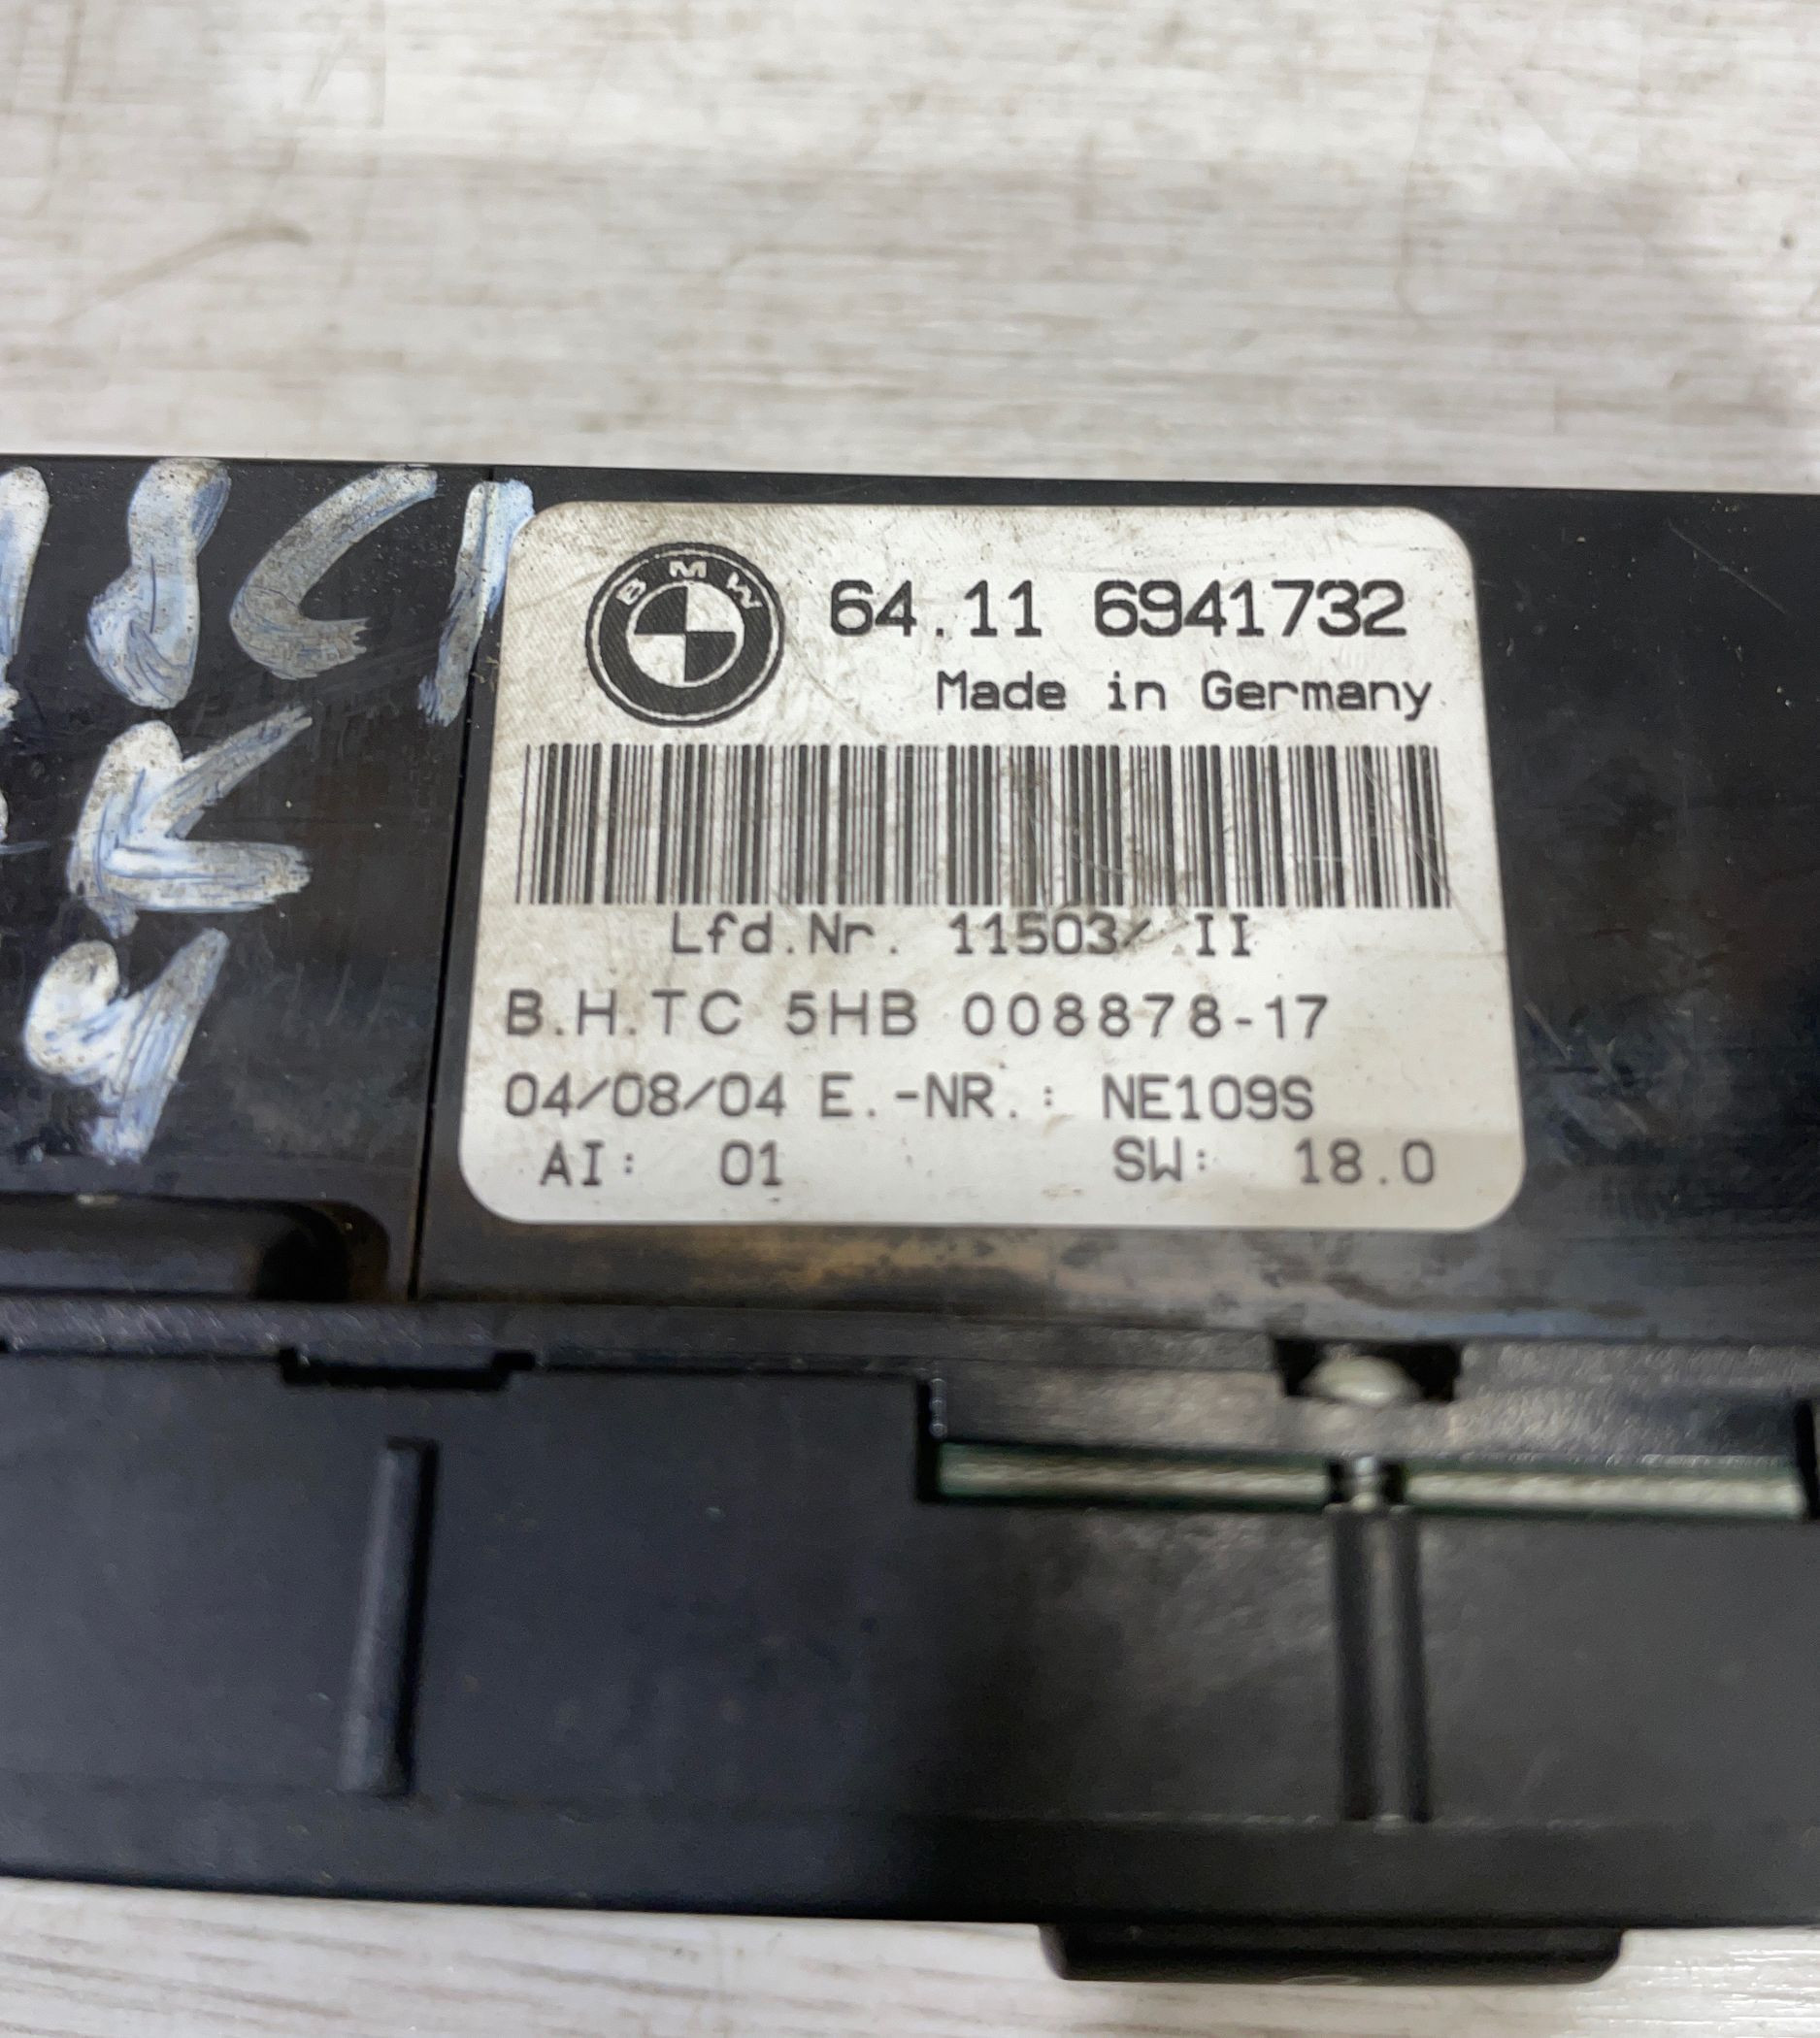 BMW
64.11 6941732
Made in Germany
Lfd.Nr. 11503/ II
B.H.TC 5HB 008878-17
04/08/04 E.-NR.: NE109S
AI: 01 SW: 18.0